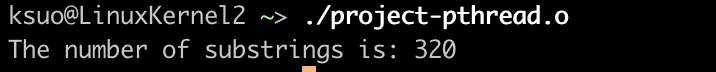 ksuo@LinuxKernel2 ~> ./project-pthread.o
The number of substrings is: 320